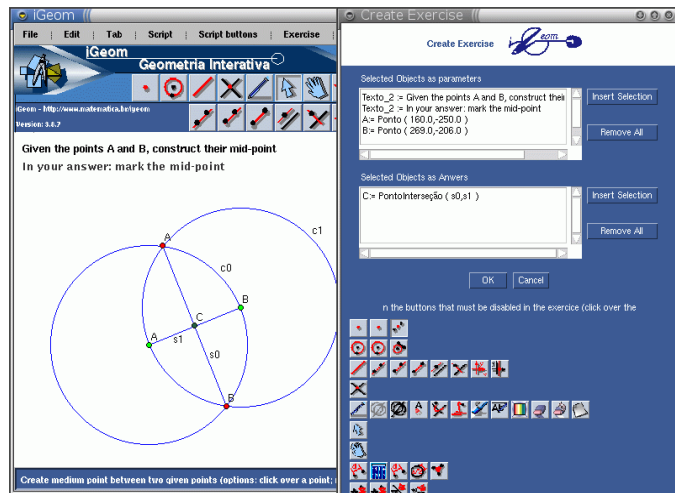 iGeom
File Edit Tab Script Script buttons Exercise
iGeom
Geometria Interativa
iGeom - http://www.matematica.br/igeom
Version: 3.8.7
Given the points A and B, construct their mid-point
In your answer: mark the mid-point
c1
A
c0
B
C
A
s1
s0
B
Create medium point between two given points (options: click over a point;
Create Exercise
Create Exercise
Selected Objects as parameters
Texto_2 := Given the points A and B, construct thei
Texto_2 := In your answer: mark the mid-point
A:= Ponto ( 160.0,-250.0 )
B:= Ponto ( 269.0,-206.0 )
Insert Selection
Remove All
Selected Objects as Anwers
C:= PontoInterseção ( s0,s1 )
Insert Selection
Remove All
OK Cancel
n the buttons that must be disabled in the exercice (click over the